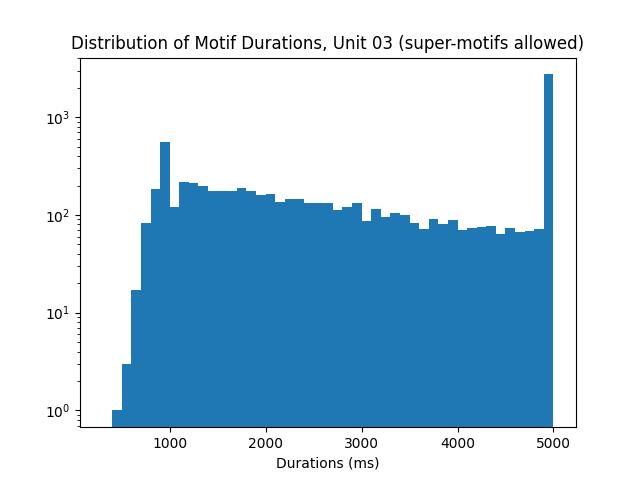 Distribution of Motif Durations, Unit 03 (super-motifs allowed)
10³
10²
10¹
10⁰
1000 2000 3000 4000 5000
Durations (ms)